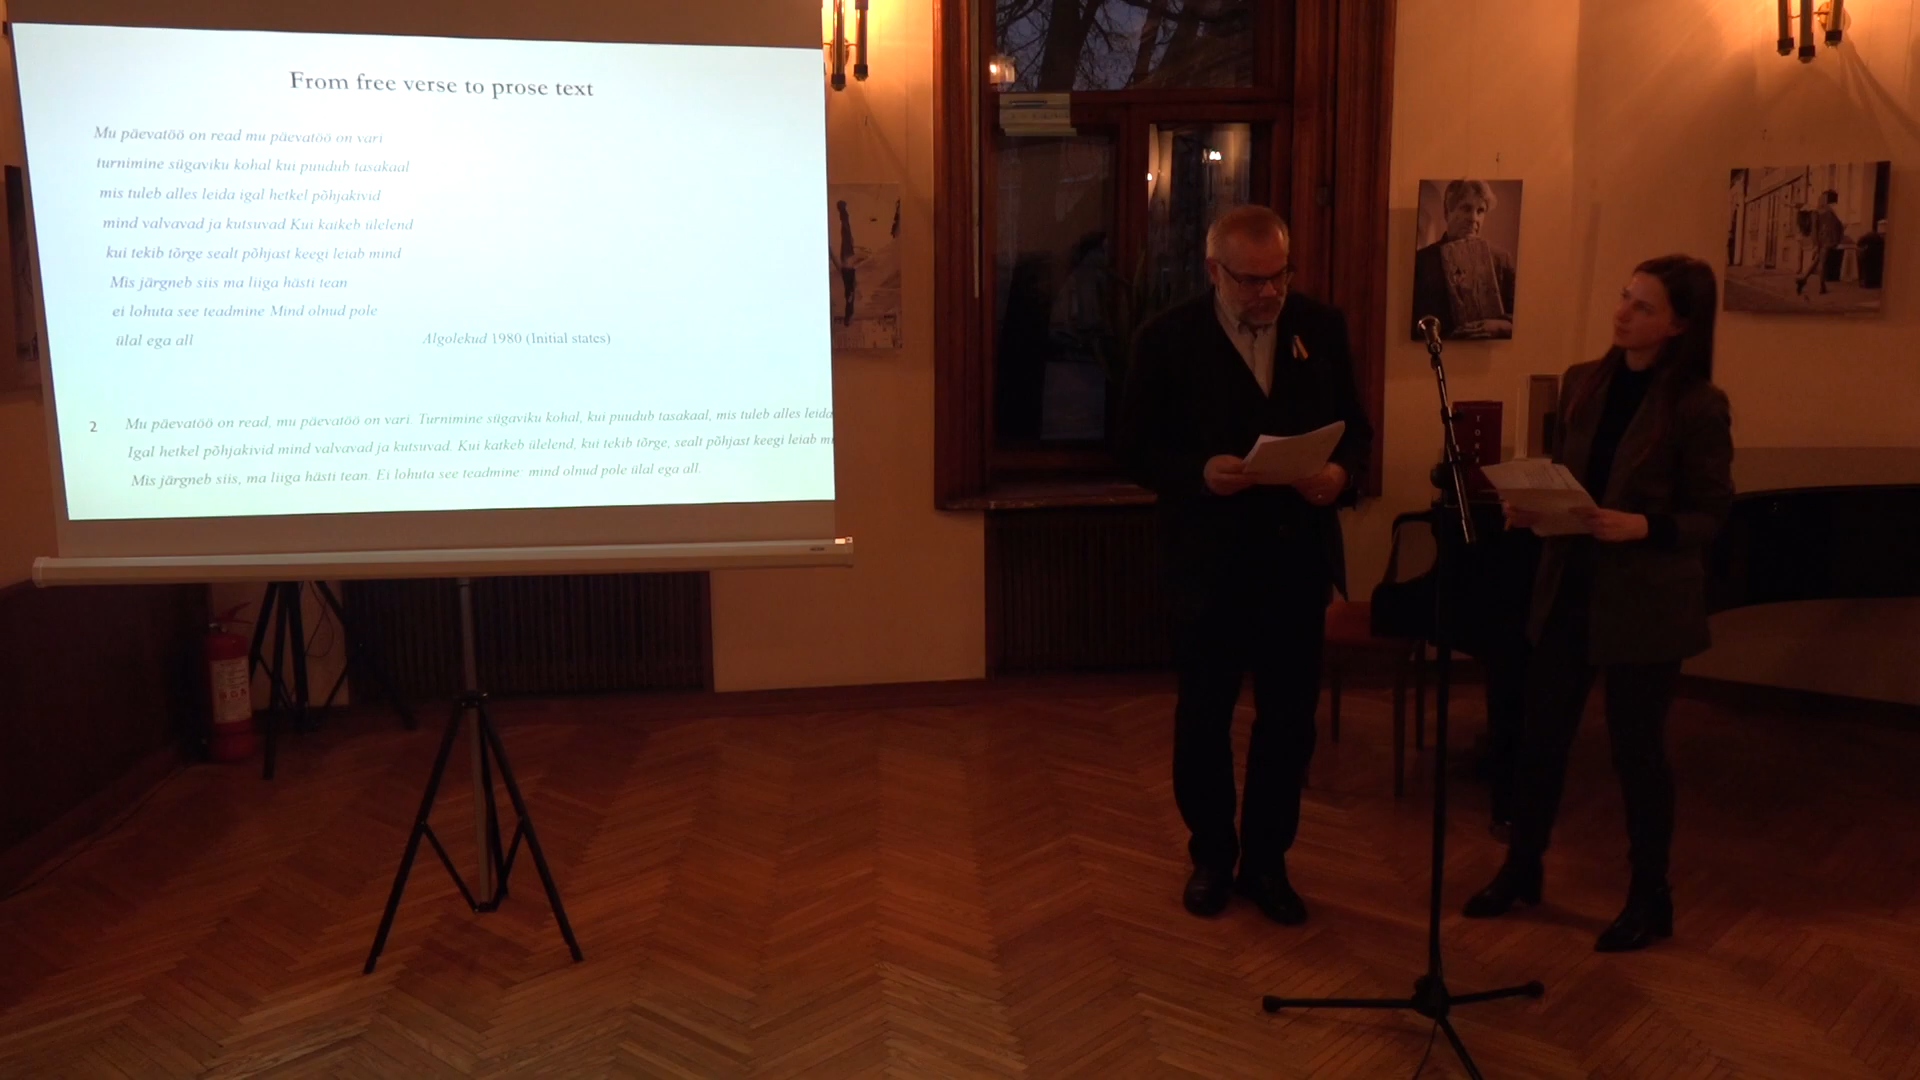 From free verse to prose text
Mu päevatöö on read mu päevatöö on vari
turnimine sügaviku kohal kui puudub tasakaal
mis tuleb alles leida igal hetkel põhjakivid
mind valvavad ja kutsuvad Kui katkeb ülelend
kui tekib tõrge sealt põhjast keegi leiab mind
Mis järgneb siis ma liiga hästi tean
ei lohuta see teadmine Mind olnud pole
ülal ega all
Algolekud 1980 (Initial states)
2 Mu päevatöö on read, mu päevatöö on vari. Turnimine sügaviku kohal, kui puudub tasakaal, mis tuleb alles leida
Igal hetkel põhjakivid mind valvavad ja kutsuvad. Kui katkeb ülelend, kui tekib tõrge, sealt põhjast keegi leiab
Mis järgneb siis, ma liiga hästi tean. Ei lohuta see teadmine: mind olnud pole ülal ega all.